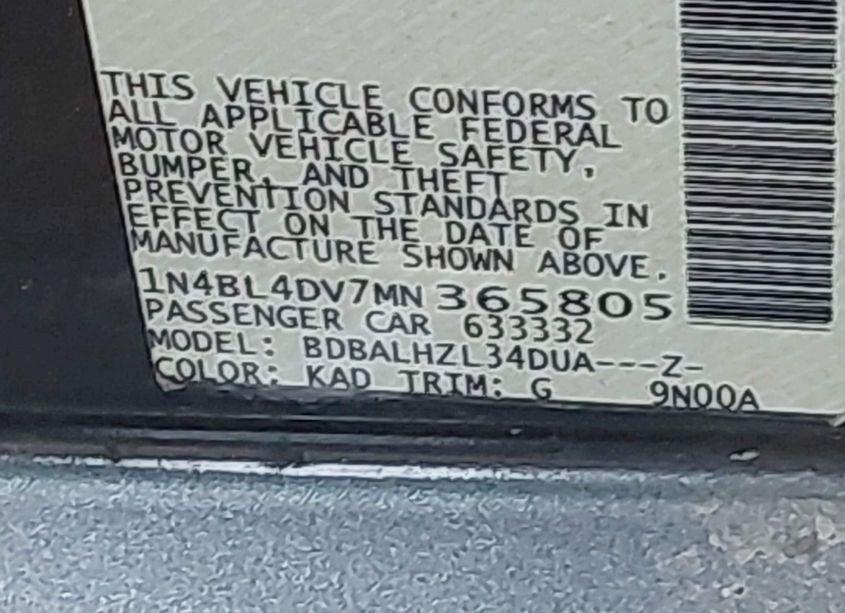 THIS VEHICLE CONFORMS TO
ALL APPLICABLE FEDERAL
MOTOR VEHICLE SAFETY,
BUMPER, AND THEFT
PREVENTION STANDARDS IN
EFFECT ON THE DATE OF
MANUFACTURE SHOWN ABOVE.
1N4BL4DV7MN365805
PASSENGER CAR 633332
MODEL: BDBALHZL34DUA---Z-
COLOR: KAD TRIM: G 9N00A